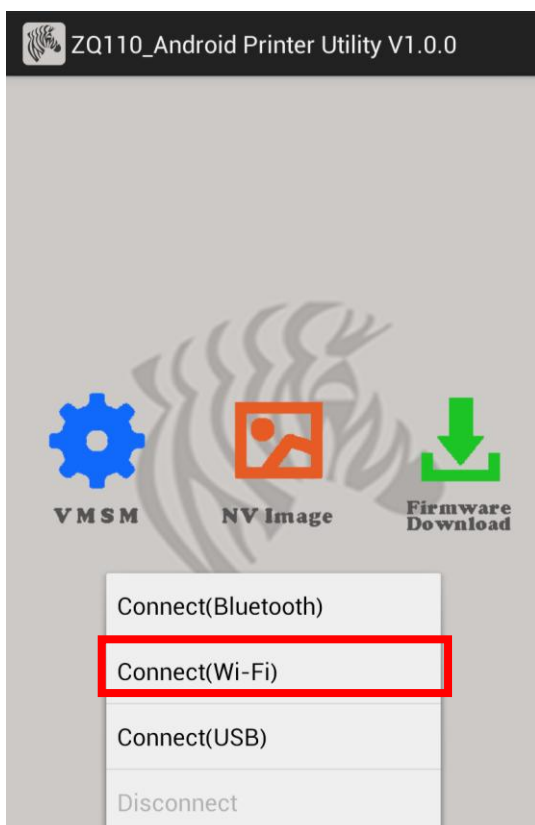 ZQ110_Android Printer Utility V1.0.0
VMSM
NV Image
Firmware
Download
Connect(Bluetooth)
Connect(Wi-Fi)
Connect(USB)
Disconnect